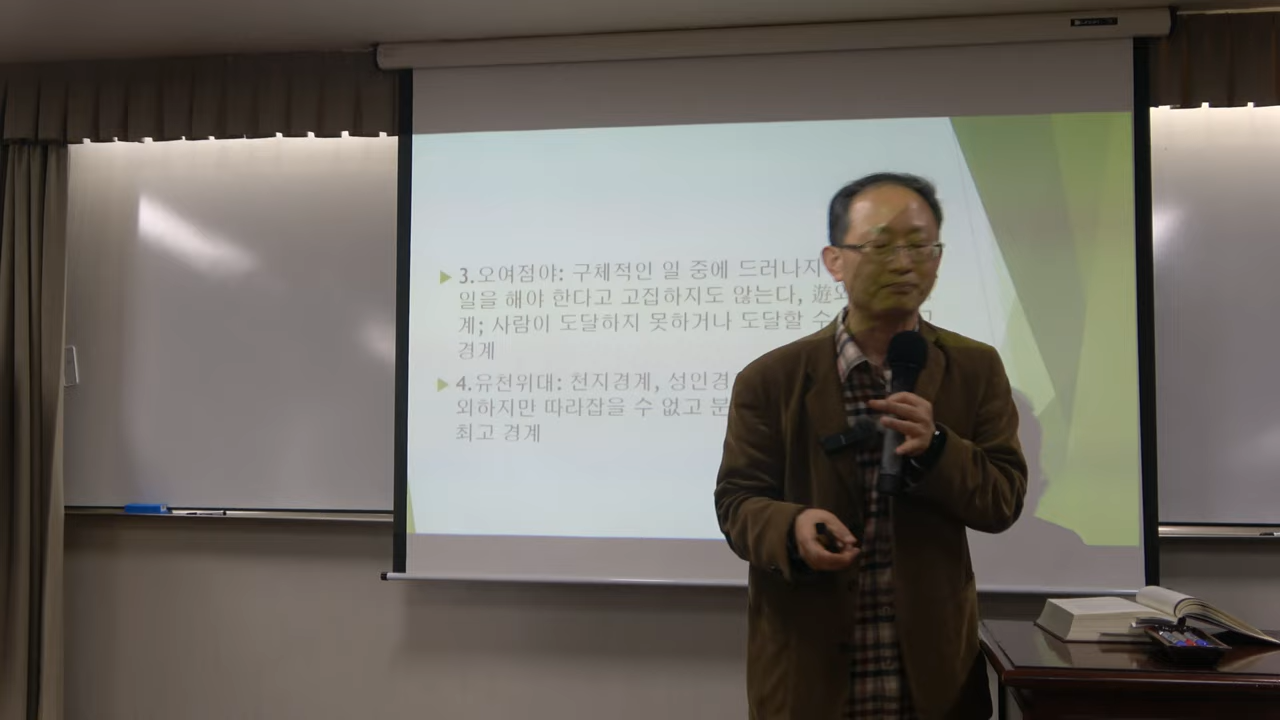 3.오여점야: 구체적인 일 중에 드러나지
일을 해야 한다고 고집하지도 않는다, 遊
계; 사람이 도달하지 못하거나 도달할 수
경계
4.유천위대: 천지경계, 성인경
외하지만 따라잡을 수 없고 분
최고 경계